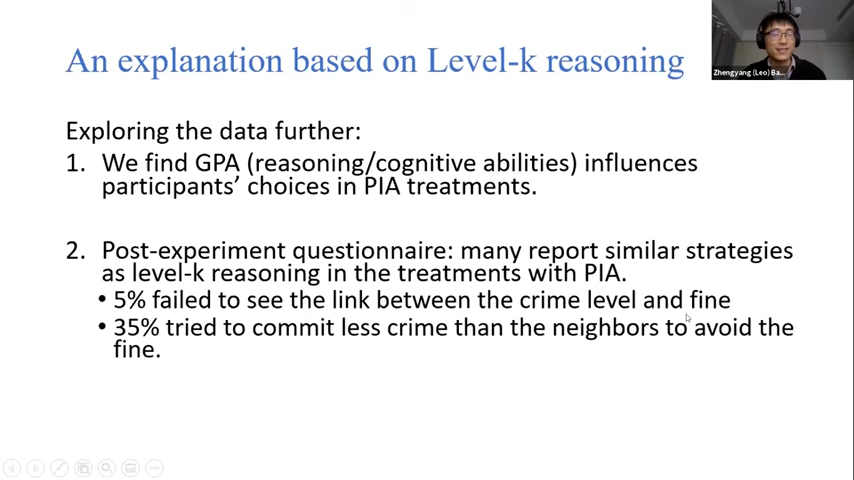 An explanation based on Level-k reasoning
Zhengyang (Leo) Ba...
Exploring the data further:
1. We find GPA (reasoning/cognitive abilities) influences
participants’ choices in PIA treatments.
2. Post-experiment questionnaire: many report similar strategies
as level-k reasoning in the treatments with PIA.
• 5% failed to see the link between the crime level and fine
• 35% tried to commit less crime than the neighbors to avoid the
fine.